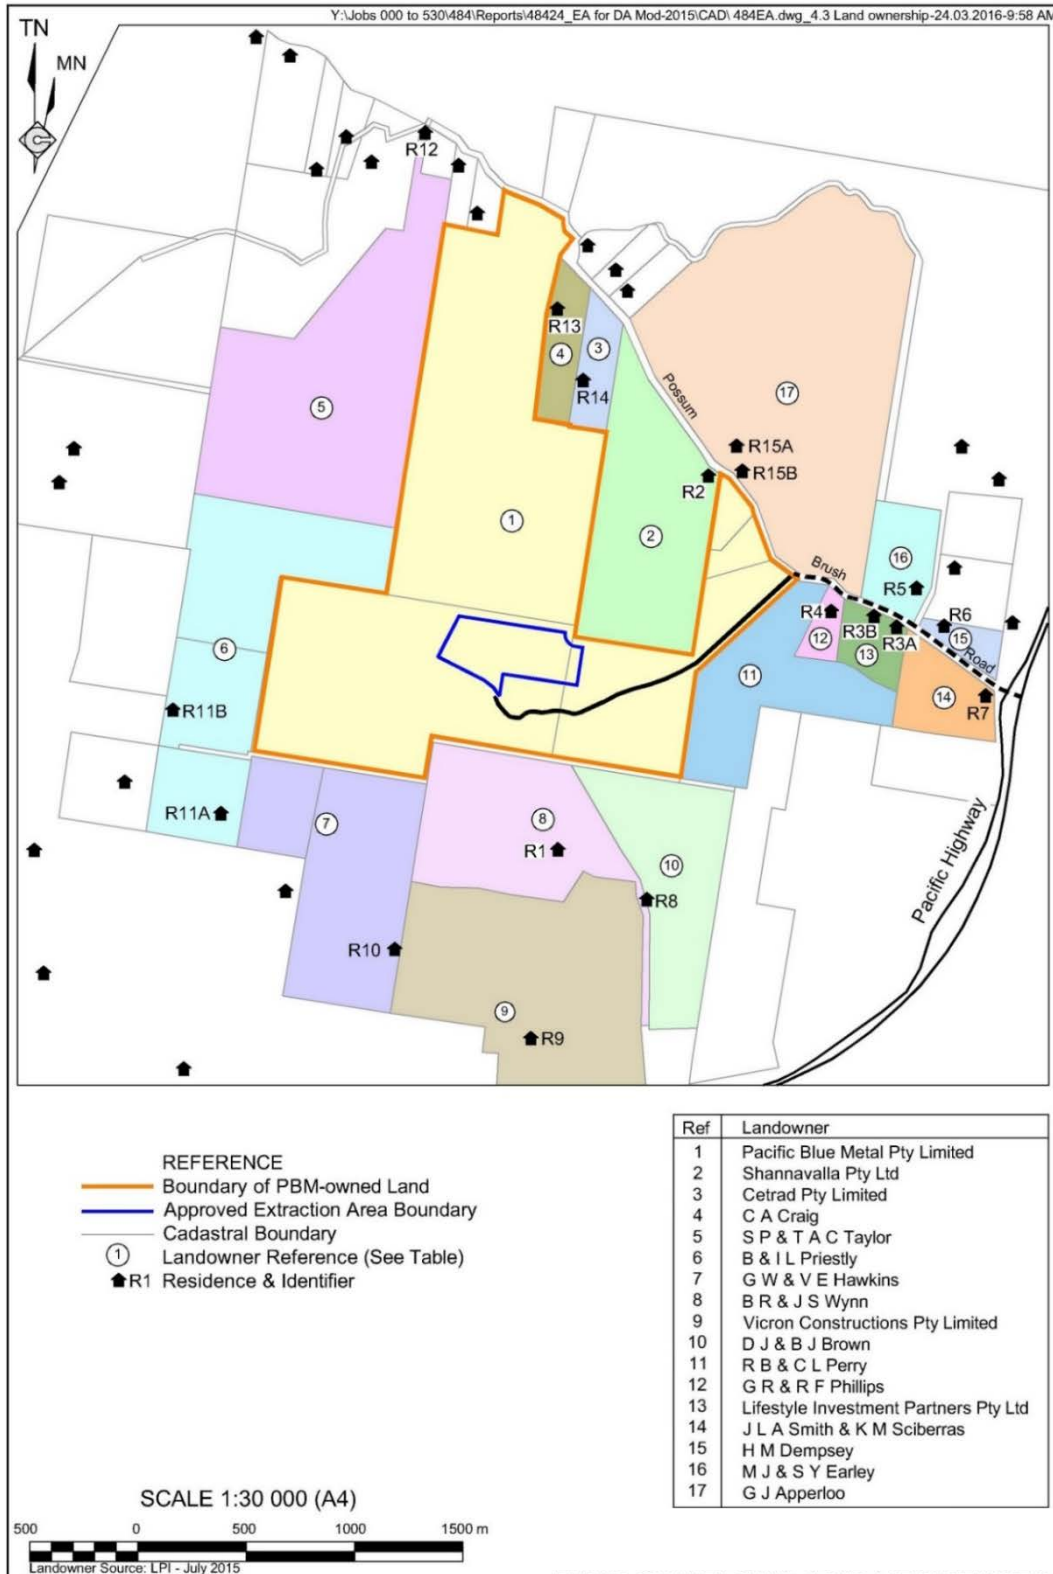 Y:\Jobs 000 to 530\484\Reports\48424_EA for DA Mod-2015\CAD\ 484EA.dwg_4.3 Land ownership-24.03.2016-9:58 AM
TN
MN
R12
R13
4
3
R14
5
Possum
17
R15A
R15B
R2
1
2
16
Brush
R5
R4
R3B
R3A
R6
15
12
13
Road
6
11
14
R7
R11B
R11A
7
8
R1
10
R8
Pacific Highway
R10
9
R9
REFERENCE
Boundary of PBM-owned Land
Approved Extraction Area Boundary
Cadastral Boundary
1 Landowner Reference (See Table)
R1 Residence & Identifier
Ref Landowner
1 Pacific Blue Metal Pty Limited
2 Shannavalla Pty Ltd
3 Cetrad Pty Limited
4 C A Craig
5 S P & T A C Taylor
6 B & I L Priestly
7 G W & V E Hawkins
8 B R & J S Wynn
9 Vicron Constructions Pty Limited
10 D J & B J Brown
11 R B & C L Perry
12 G R & R F Phillips
13 Lifestyle Investment Partners Pty Ltd
14 J L A Smith & K M Sciberras
15 H M Dempsey
16 M J & S Y Earley
17 G J Apperloo
SCALE 1:30 000 (A4)
500 0 500 1000 1500 m
Landowner Source: LPI - July 2015